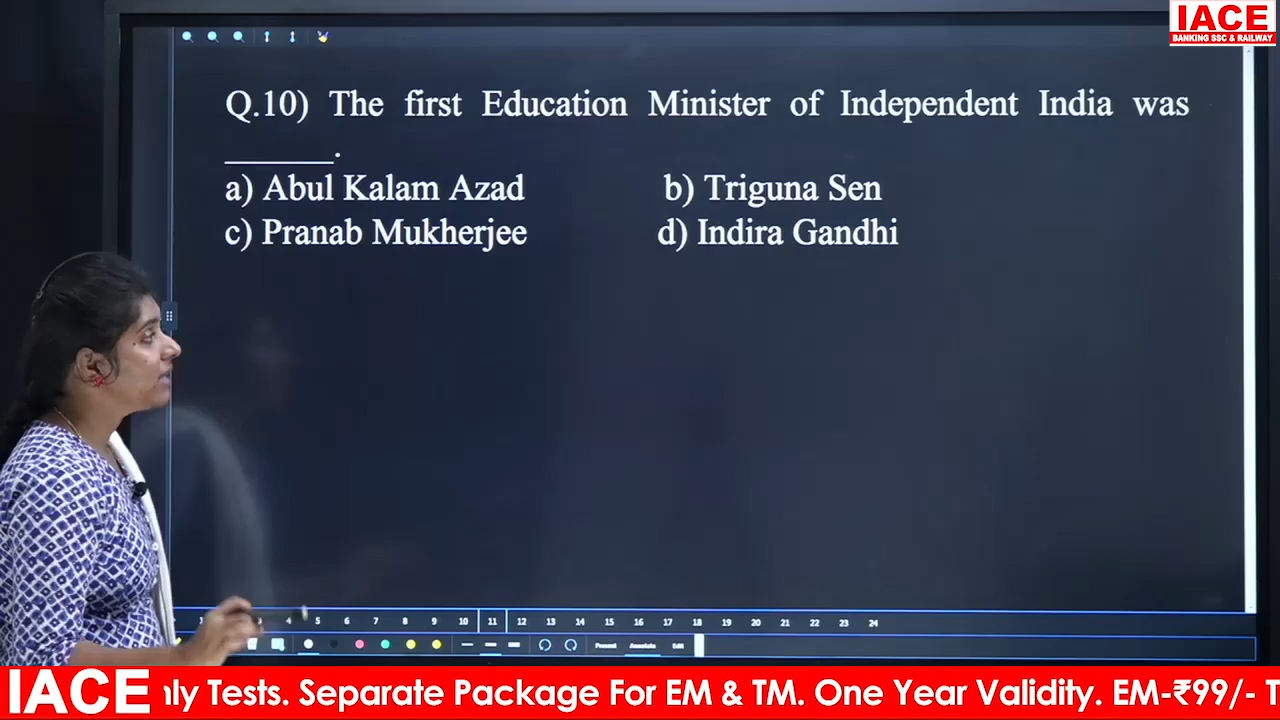 IACE
BANKING SSC & RAILWAY
Q.10) The first Education Minister of Independent India was
_______.
a) Abul Kalam Azad b) Triguna Sen
c) Pranab Mukherjee d) Indira Gandhi
4 5 6 7 8 9 10 11 12 13 14 15 16 17 18 19 20 21 22 23 24
Present Annotate Edit
IACE ly Tests. Separate Package For EM & TM. One Year Validity. EM-₹99/- T